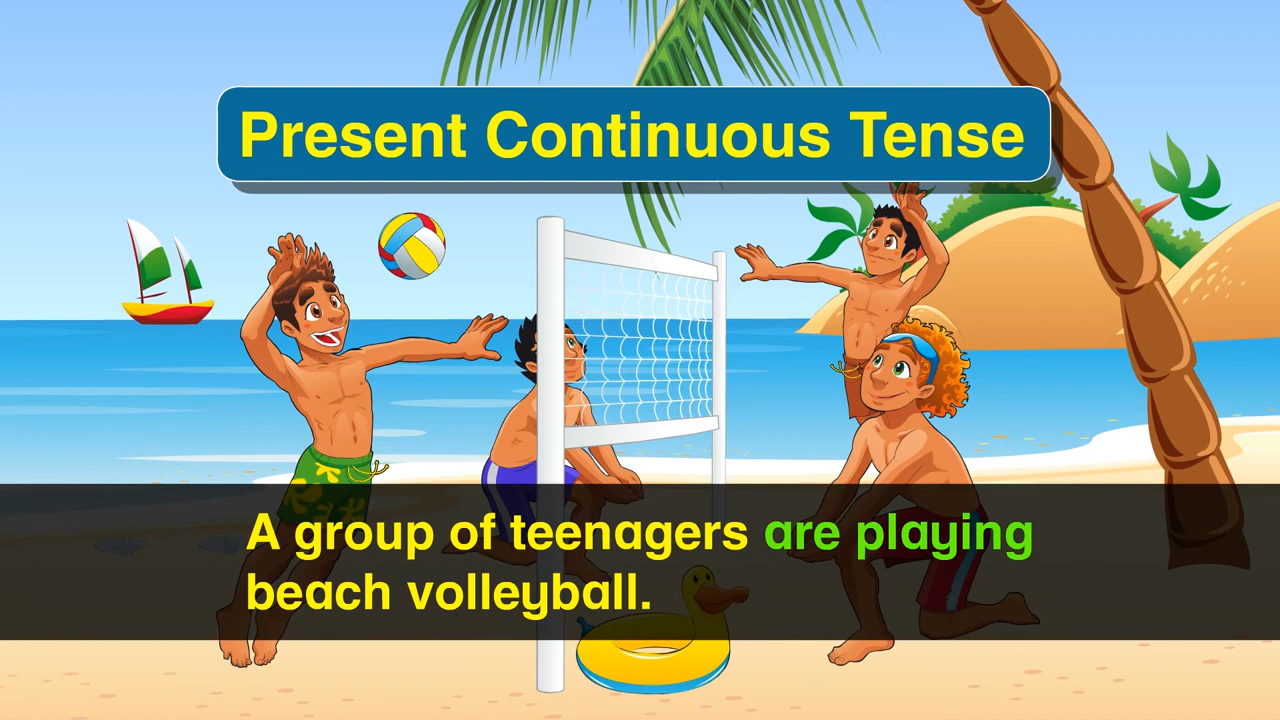 Present Continuous Tense
A group of teenagers are playing
beach volleyball.